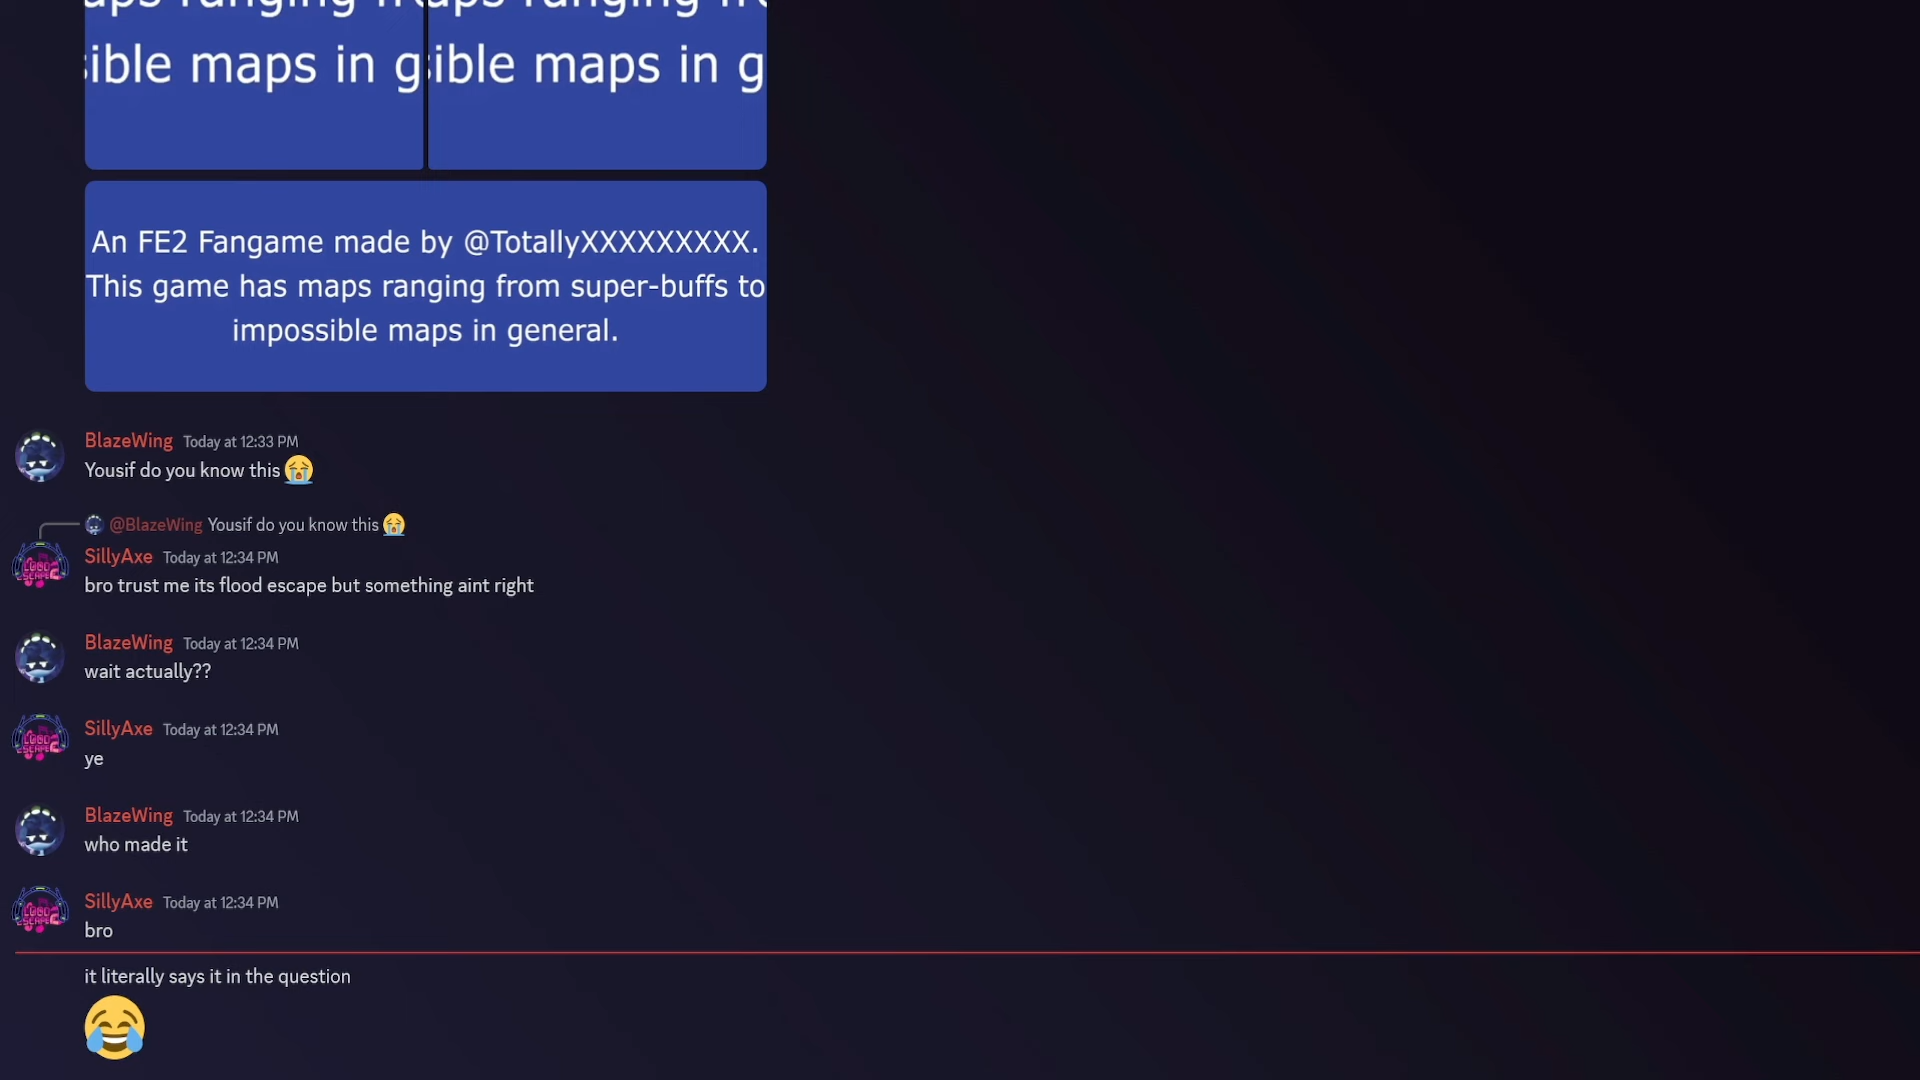 ible maps in g
ible maps in g
An FE2 Fangame made by @TotallyXXXXXXXXX.
This game has maps ranging from super-buffs to
impossible maps in general.
BlazeWing Today at 12:33 PM
Yousif do you know this 😭
@BlazeWing Yousif do you know this 😭
SillyAxe Today at 12:34 PM
bro trust me its flood escape but something aint right
BlazeWing Today at 12:34 PM
wait actually??
SillyAxe Today at 12:34 PM
ye
BlazeWing Today at 12:34 PM
who made it
SillyAxe Today at 12:34 PM
bro
it literally says it in the question
😂